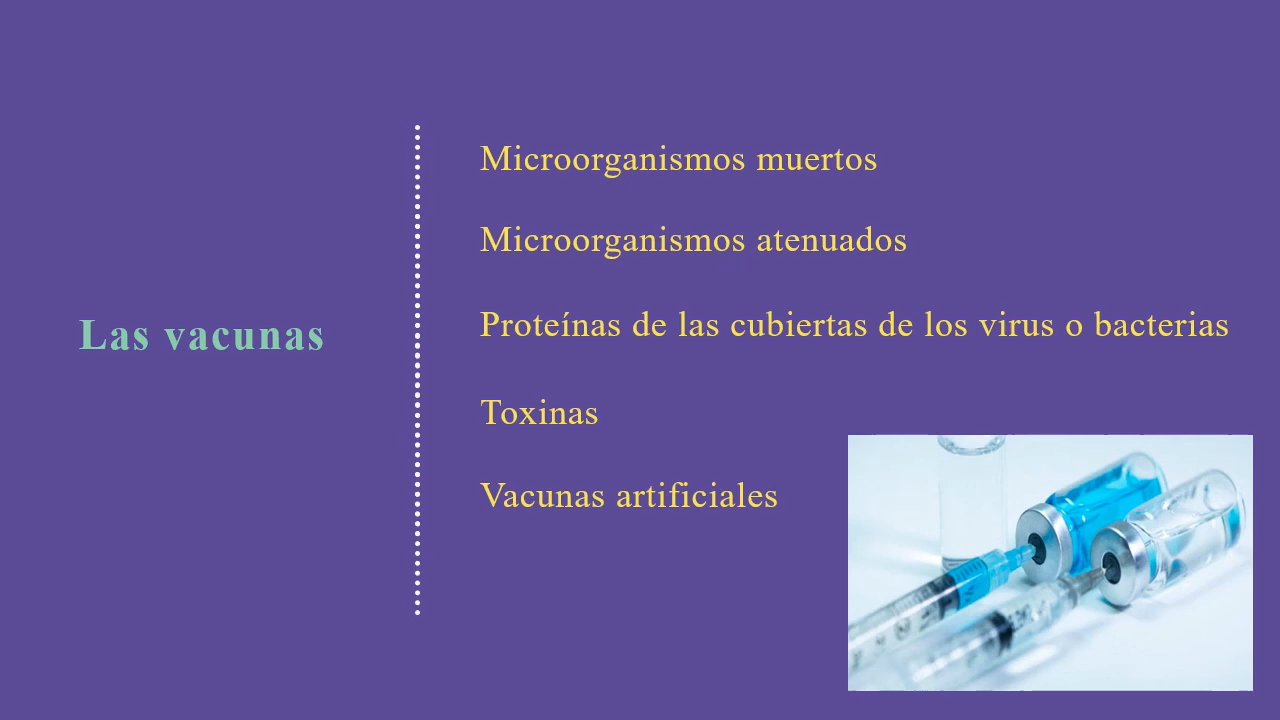 Las vacunas
Microorganismos muertos
Microorganismos atenuados
Proteínas de las cubiertas de los virus o bacterias
Toxinas
Vacunas artificiales